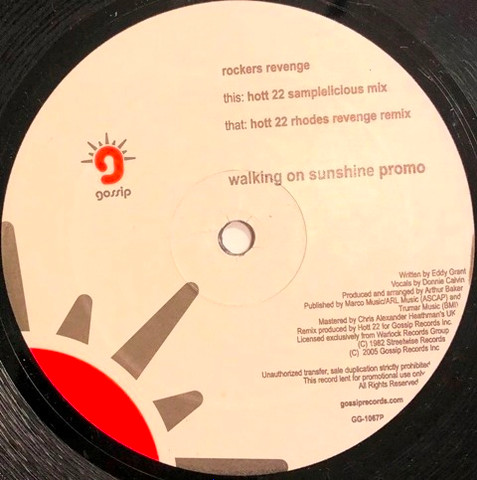 rockers revenge
this: hott 22 samplelicious mix
that: hott 22 rhodes revenge remix
gossip
walking on sunshine promo
Written by Eddy Grant
Vocals by Donnie Calvin
Produced and arranged by Arthur Baker
Published by Marco Music/ARL Music (ASCAP) and
Trumar Music (BMI)
Mastered by Chris Alexander Heathman's UK
Remix produced by Hott 22 for Gossip Records Inc.
Licensed exclusively from Warlock Records Group
(C) 1982 Streetwise Records
(C) 2005 Gossip Records Inc
Unauthorized transfer, sale duplication strictly prohibited
This record lent for promotional use only
All Rights Reserved
gossiprecords.com
GG-1067P